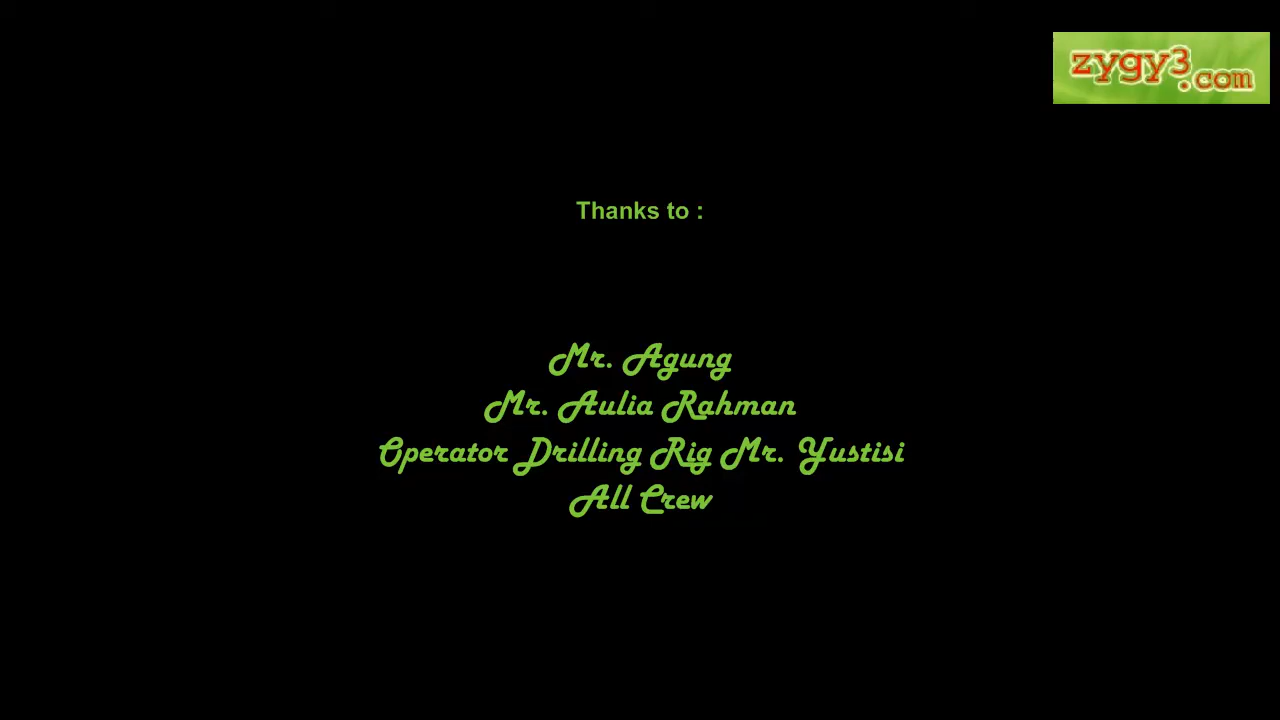 zygy3.com
Thanks to :
Mr. Agung
Mr. Aulia Rahman
Operator Drilling Rig Mr. Yustisi
All Crew